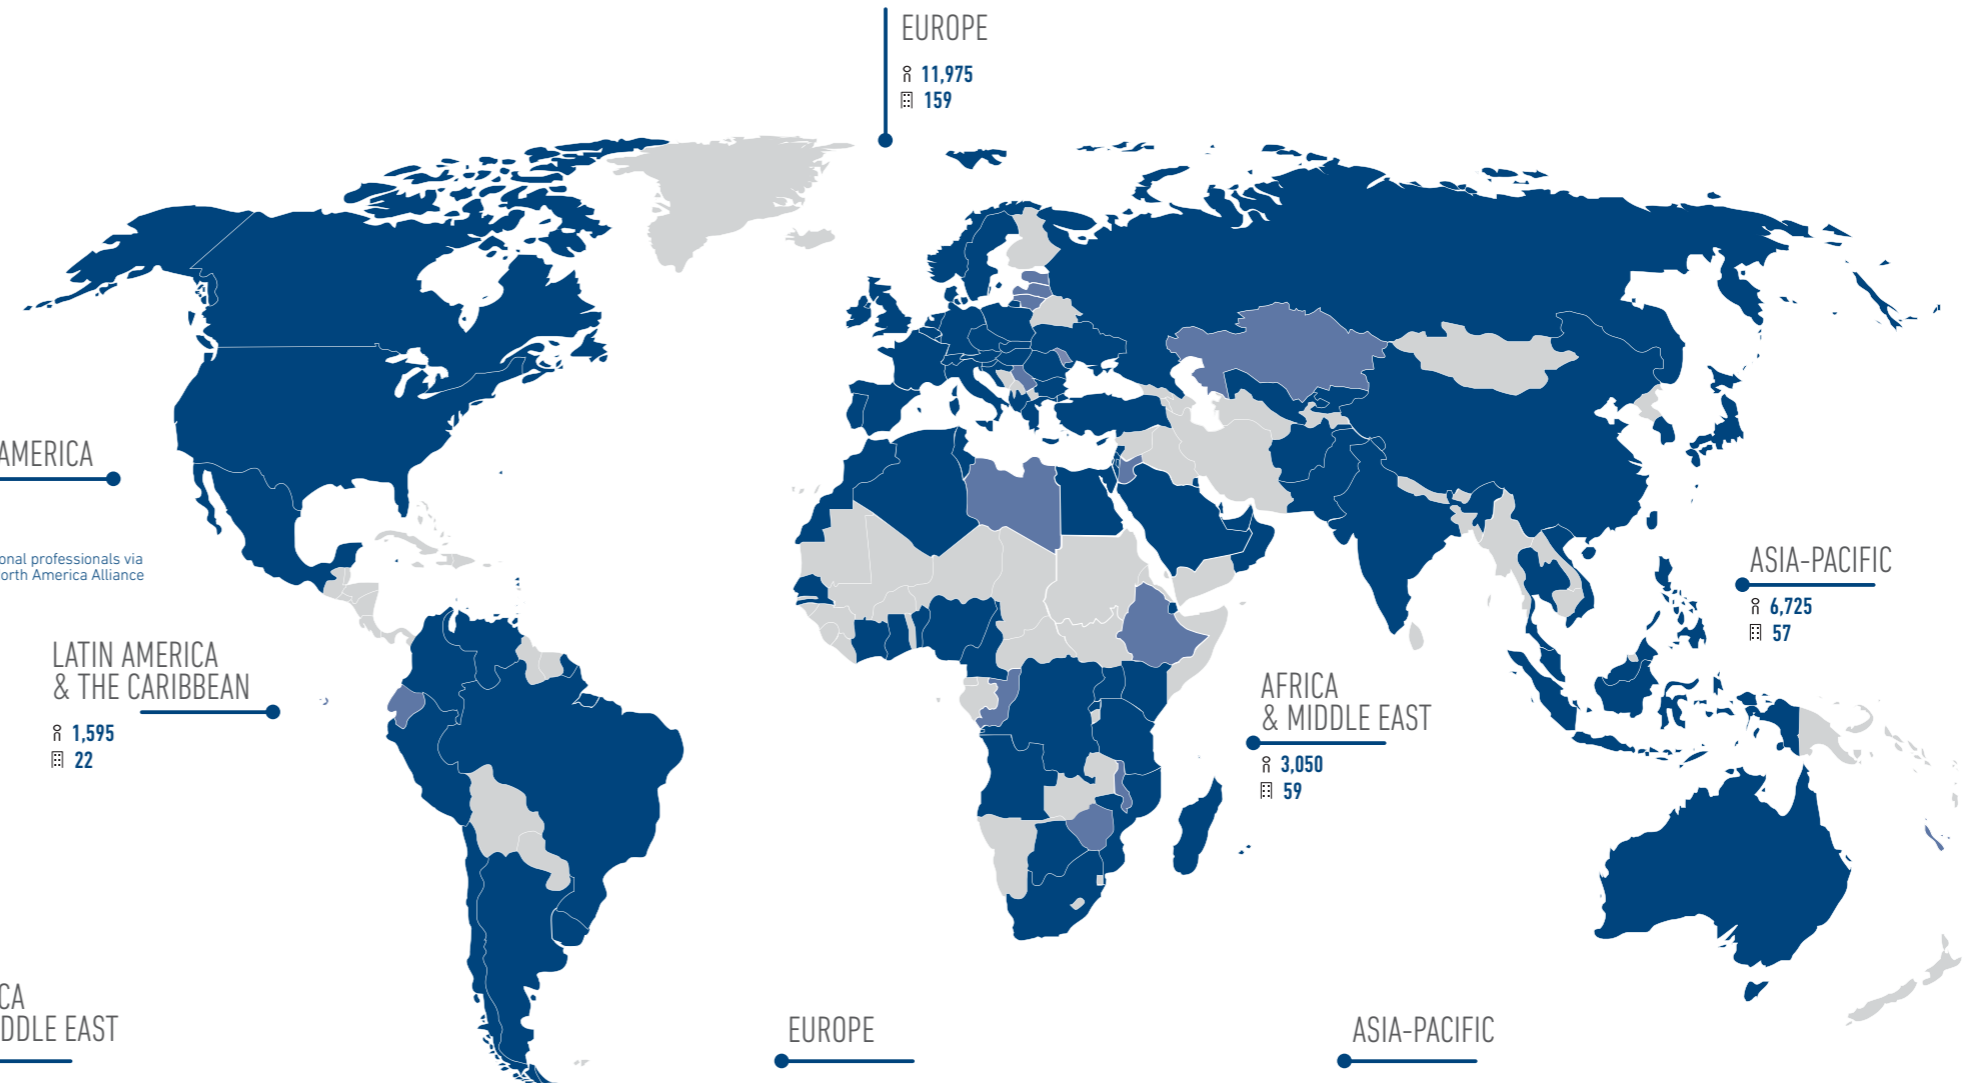 EUROPE
11,975
159
AMERICA
onal professionals via
orth America Alliance
LATIN AMERICA
& THE CARIBBEAN
1,595
22
ASIA-PACIFIC
6,725
57
AFRICA
& MIDDLE EAST
3,050
59
CA
DDLE EAST
EUROPE
ASIA-PACIFIC